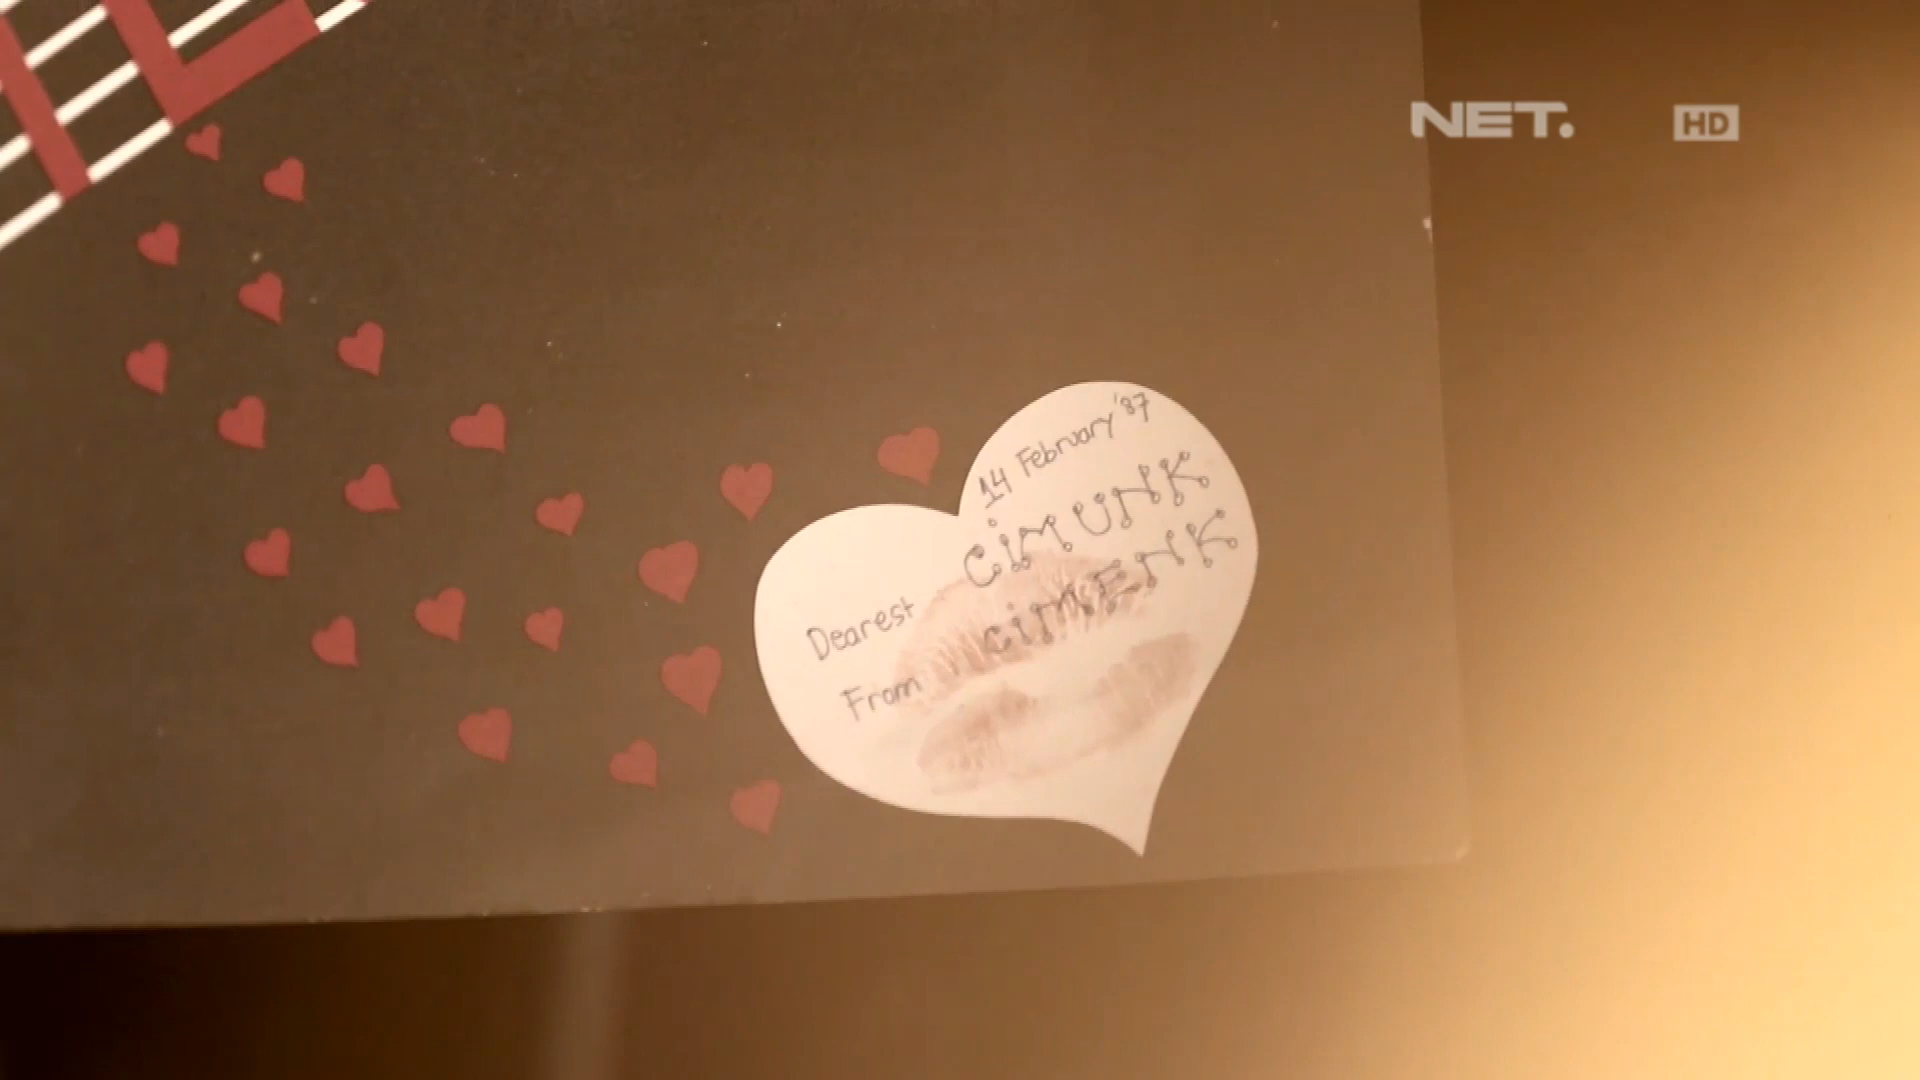 NET.
HD
14 February '87
Dearest CiMUNK
From CiMENK